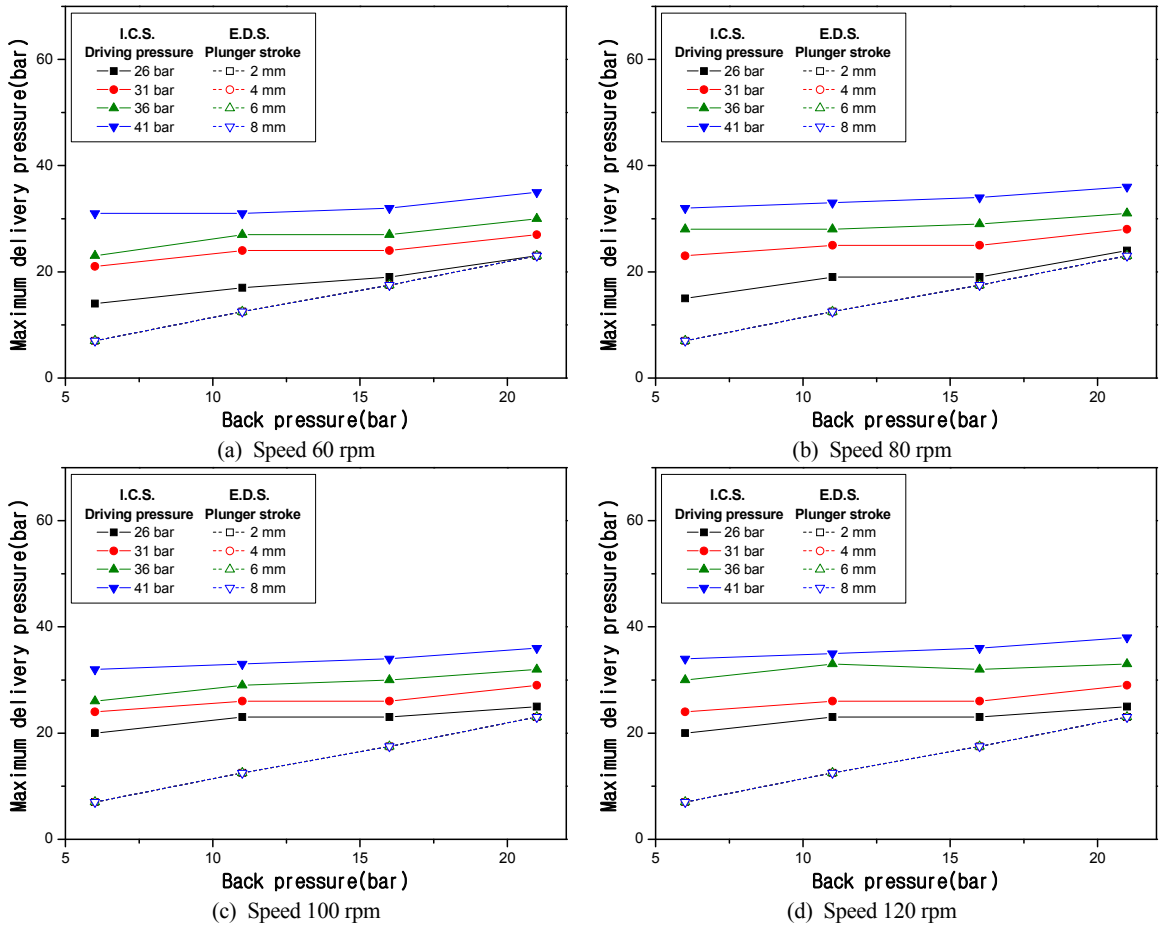 I.C.S. E.D.S.
Driving pressure Plunger stroke
26 bar 2 mm
31 bar 4 mm
36 bar 6 mm
41 bar 8 mm
60
40
20
0
5 10 15 20
Maximum delivery pressure(bar)
Back pressure(bar)
(a) Speed 60 rpm
I.C.S. E.D.S.
Driving pressure Plunger stroke
26 bar 2 mm
31 bar 4 mm
36 bar 6 mm
41 bar 8 mm
60
40
20
0
5 10 15 20
Maximum delivery pressure(bar)
Back pressure(bar)
(b) Speed 80 rpm
I.C.S. E.D.S.
Driving pressure Plunger stroke
26 bar 2 mm
31 bar 4 mm
36 bar 6 mm
41 bar 8 mm
60
40
20
0
5 10 15 20
Maximum delivery pressure(bar)
Back pressure(bar)
(c) Speed 100 rpm
I.C.S. E.D.S.
Driving pressure Plunger stroke
26 bar 2 mm
31 bar 4 mm
36 bar 6 mm
41 bar 8 mm
60
40
20
0
5 10 15 20
Maximum delivery pressure(bar)
Back pressure(bar)
(d) Speed 120 rpm